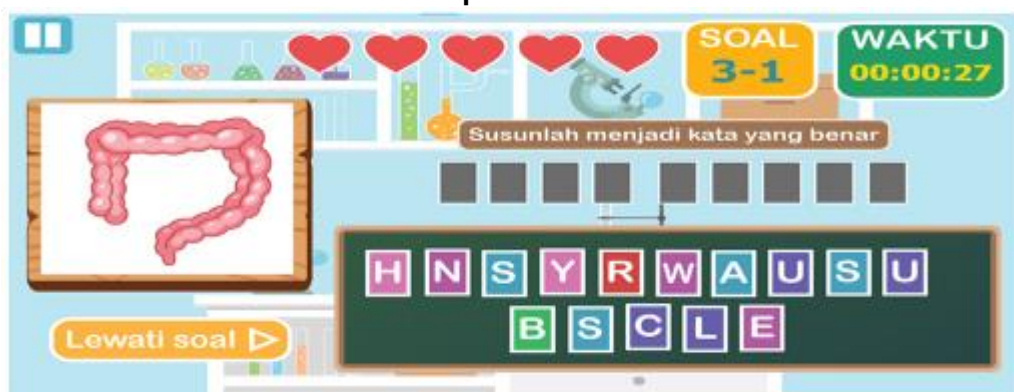 SOAL
3-1
WAKTU
00:00:27
Susunlah menjadi kata yang benar
H N S Y R W A U S U
B S C L E
Lewati soal